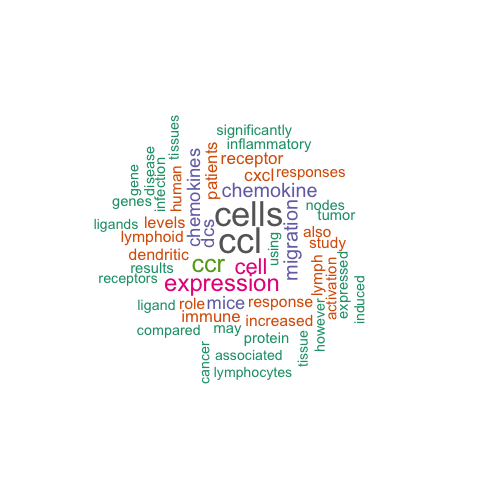 significantly
inflammatory
tissues
disease
gene
infection
genes
human
chemokines
patients
receptor
cxcl
responses
chemokine
nodes
tumor
cells
ccl
migration
dcs
using
also
study
ligands
levels
lymphoid
dendritic
results
receptors
ccr
cell
expression
lymph
activation
expressed
induced
however
ligand
role
mice
response
immune
may
increased
compared
protein
tissue
associated
cancer
lymphocytes